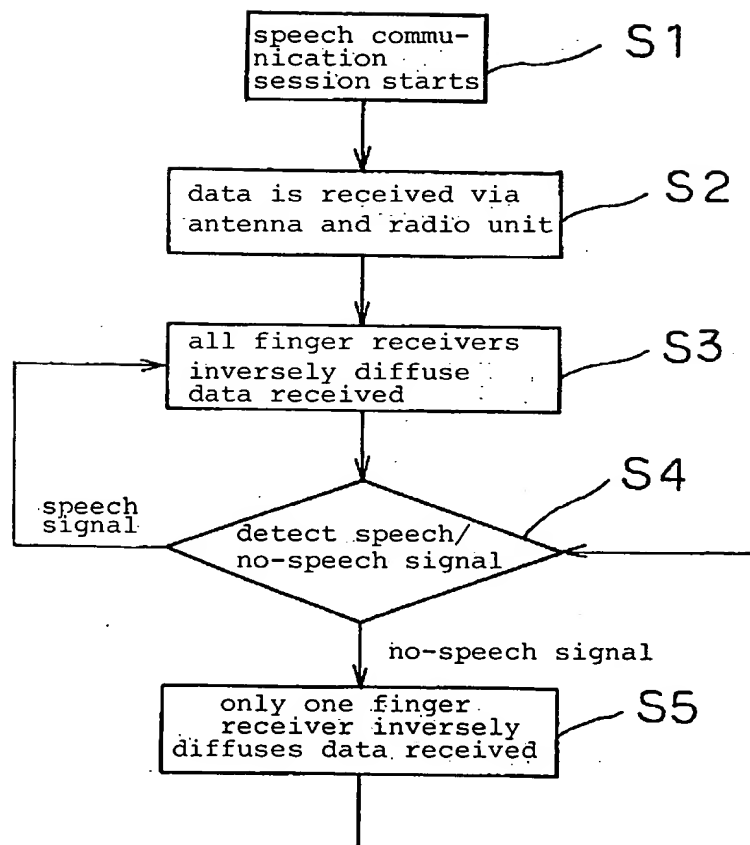 speech commu-
nication
session starts
S1
data is received via
antenna and radio unit
S2
all finger receivers
inversely diffuse
data received
S3
speech
signal
detect speech/
no-speech signal
S4
no-speech signal
only one finger
receiver inversely
diffuses data received
S5